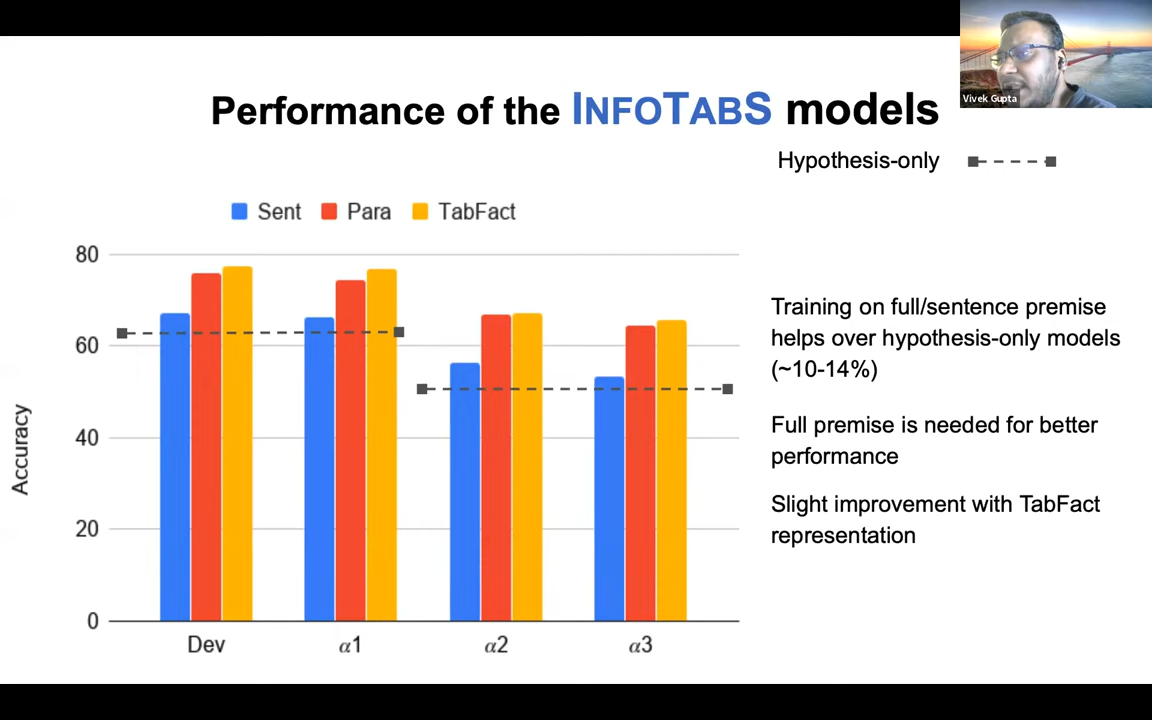 Vivek Gupta
Performance of the INFOTABS models
Hypothesis-only
Sent Para TabFact
80
60
40
20
0
Accuracy
Dev α1 α2 α3
Training on full/sentence premise
helps over hypothesis-only models
(~10-14%)
Full premise is needed for better
performance
Slight improvement with TabFact
representation